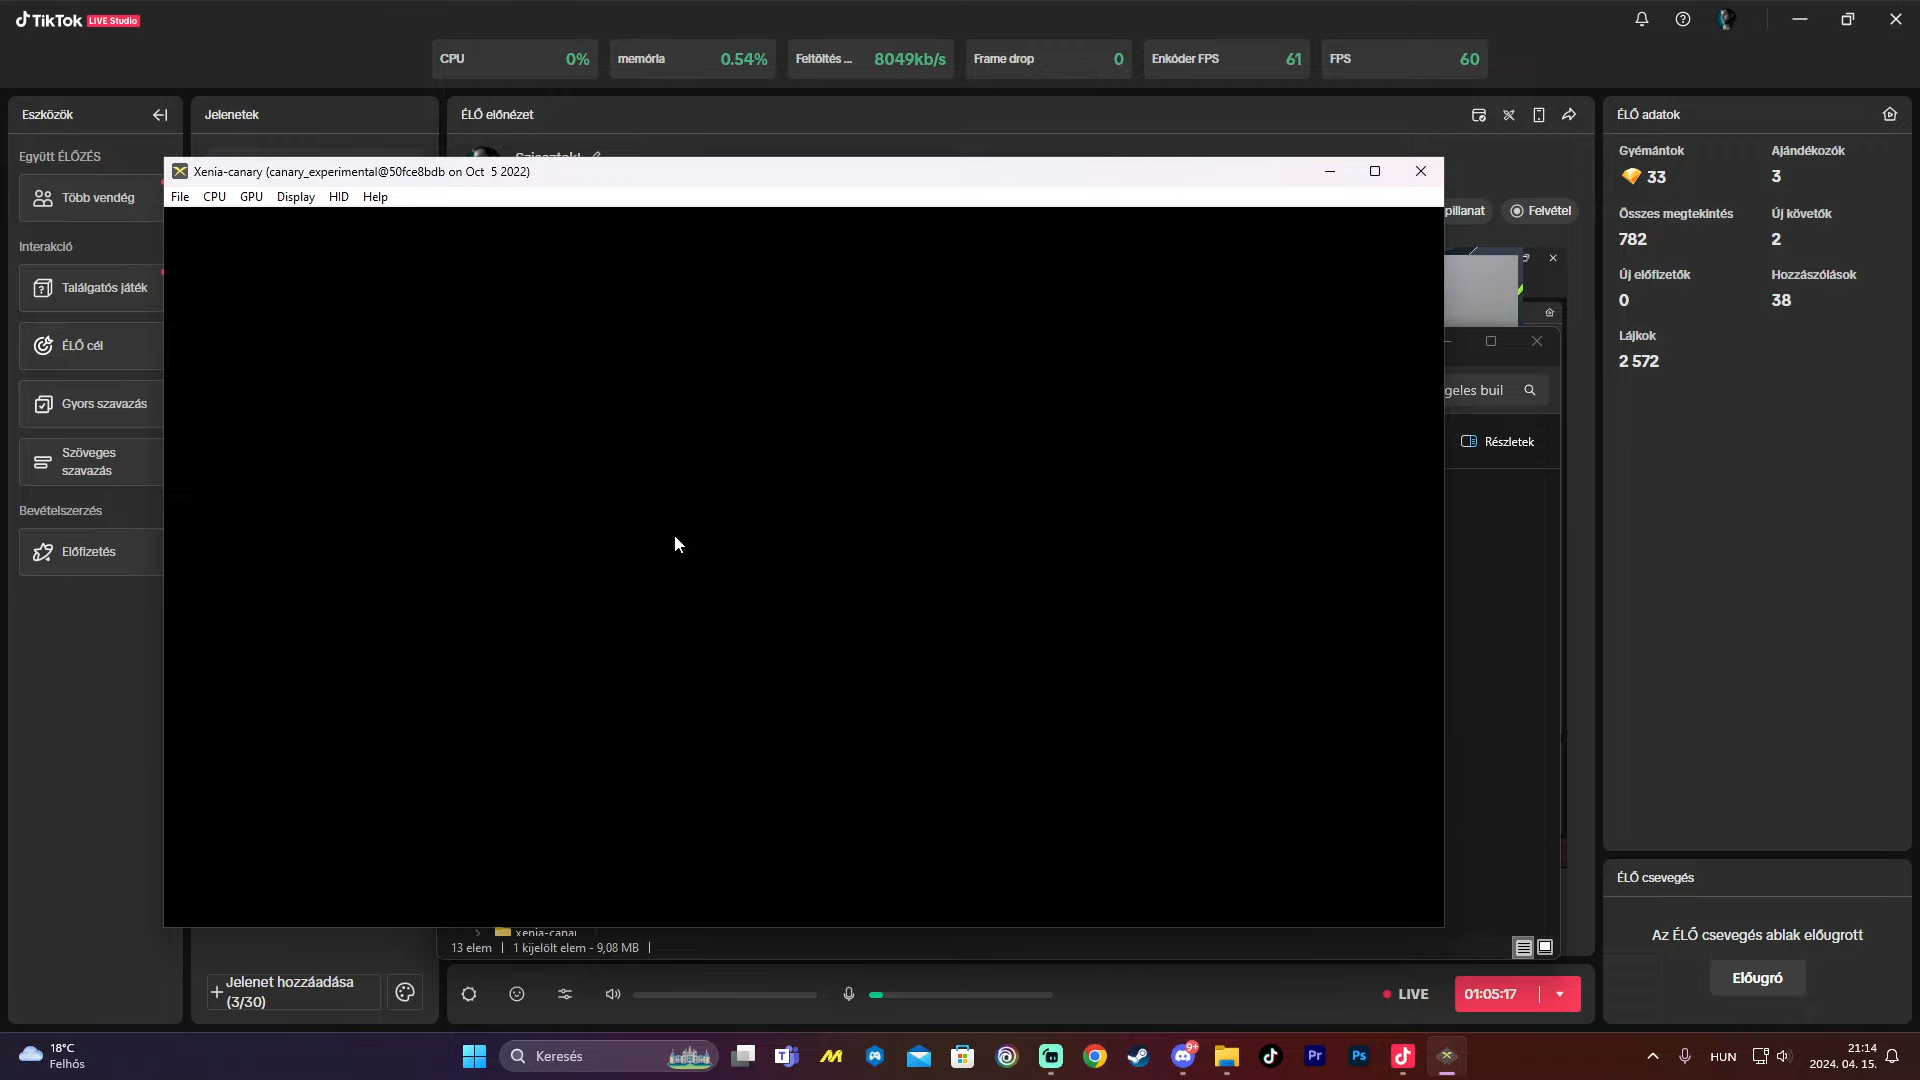 TikTok LIVE Studio
CPU 0%
memória 0.54%
Feltöltés ... 8049kb/s
Frame drop 0
Enkóder FPS 61
FPS 60
Eszközök
Jelenetek
ÉLŐ előnézet
ÉLŐ adatok
Együtt ÉLŐZÉS
Több vendég
Interakció
Találgatós játék
ÉLŐ cél
Gyors szavazás
Szöveges
szavazás
Bevételszerzés
Előfizetés
Xenia-canary (canary_experimental@50fce8bdb on Oct 5 2022)
File CPU GPU Display HID Help
pillanat
Felvétel
geles buil
Részletek
Gyémántok
33
Ajándékozók
3
Összes megtekintés
782
Új követők
2
Új előfizetők
0
Hozzászólások
38
Lájkok
2 572
ÉLŐ csevegés
Az ÉLŐ csevegés ablak előugrott
Előugró
xenia-canai
13 elem 1 kijelölt elem - 9,08 MB
Jelenet hozzáadása
(3/30)
LIVE
01:05:17
18°C
Felhős
Keresés
9+
Pr
Ps
HUN
21:14
2024. 04. 15.